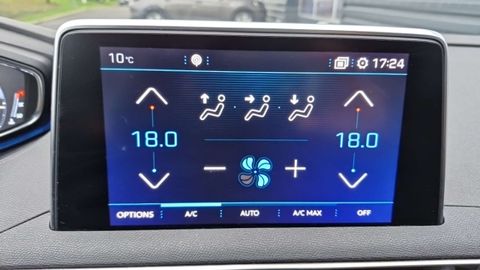 10°C 17:24
18.0 18.0
OPTIONS A/C AUTO A/C MAX OFF